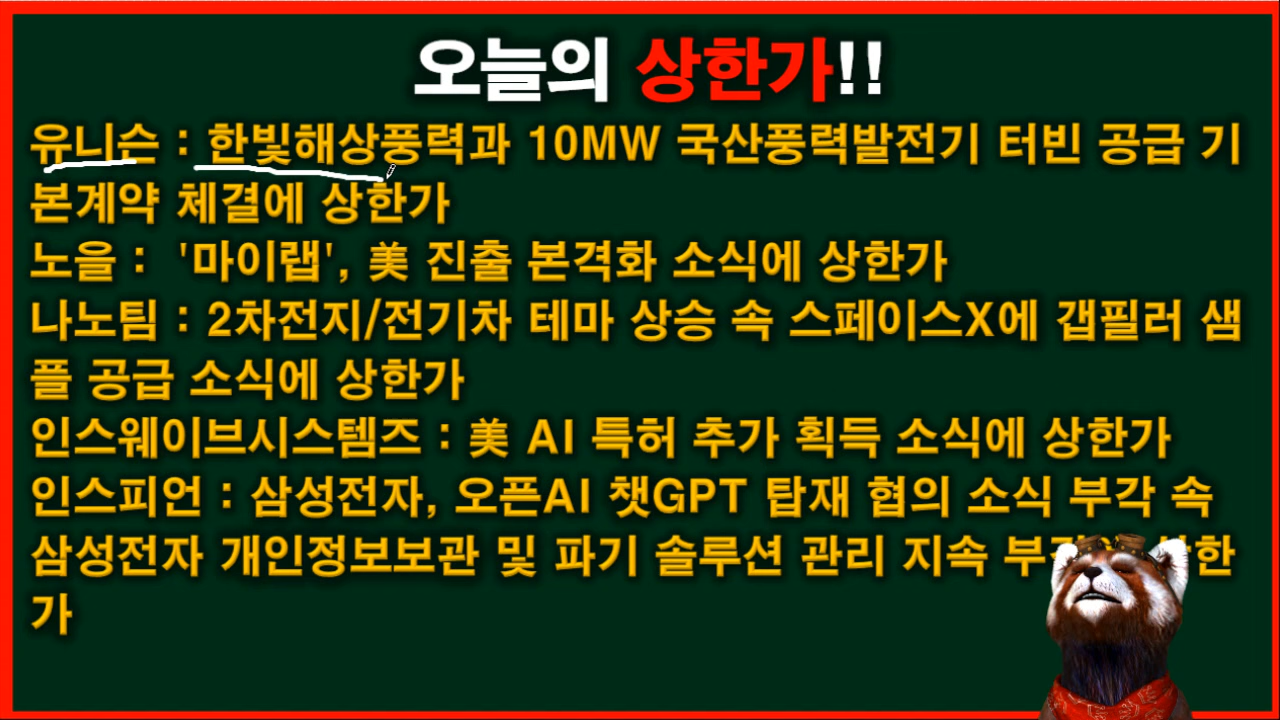 오늘의 상한가!!
유니슨 : 한빛해상풍력과 10MW 국산풍력발전기 터빈 공급 기
본계약 체결에 상한가
노을 : '마이랩', 美 진출 본격화 소식에 상한가
나노팀 : 2차전지/전기차 테마 상승 속 스페이스X에 갭필러 샘
플 공급 소식에 상한가
인스웨이브시스템즈 : 美 AI 특허 추가 획득 소식에 상한가
인스피언 : 삼성전자, 오픈AI 챗GPT 탑재 협의 소식 부각 속
삼성전자 개인정보보관 및 파기 솔루션 관리 지속
가